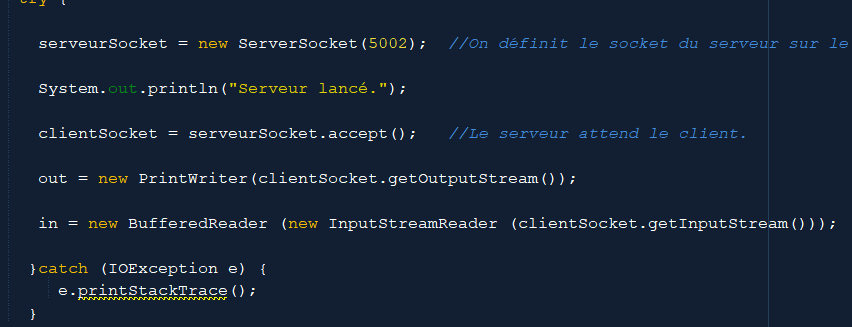 try {
serveurSocket = new ServerSocket(5002);  //On définit le socket du serveur sur le
System.out.println("Serveur lancé.");
clientSocket = serveurSocket.accept();   //Le serveur attend le client.
out = new PrintWriter(clientSocket.getOutputStream());
in = new BufferedReader (new InputStreamReader (clientSocket.getInputStream()));
}catch (IOException e) {
e.printStackTrace();
}